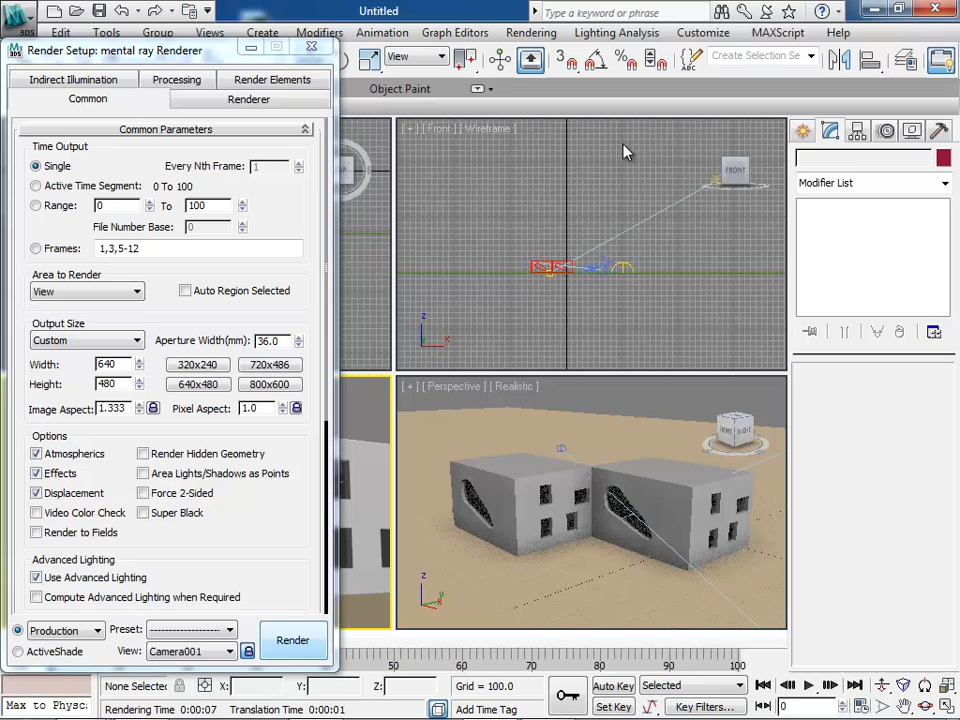 Untitled
Type a keyword or phrase
Edit Tools Group Views Create Modifiers Animation Graph Editors Rendering Lighting Analysis Customize MAXScript Help
Render Setup: mental ray Renderer
View
Create Selection Se
Object Paint
Indirect Illumination Processing Render Elements
Common Renderer
Common Parameters
Time Output
Single Every Nth Frame: 1
Active Time Segment: 0 To 100
Range: 0 To 100
File Number Base: 0
Frames: 1,3,5-12
Area to Render
View Auto Region Selected
Output Size
Custom Aperture Width(mm): 36.0
Width: 640 320x240 720x486
Height: 480 640x480 800x600
Image Aspect: 1.333 Pixel Aspect: 1.0
Options
Atmospherics Render Hidden Geometry
Effects Area Lights/Shadows as Points
Displacement Force 2-Sided
Video Color Check Super Black
Render to Fields
Advanced Lighting
Use Advanced Lighting
Compute Advanced Lighting when Required
Production Preset: Render
ActiveShade View: Camera001
[ + ] [ Front ] [ Wireframe ]
FRONT
z
x
[ + ] [ Perspective ] [ Realistic ]
z
Modifier List
50 60 70 80 90 100
None Selected X: Y: Z: Grid = 100.0 Auto Key Selected
Max to Physc Rendering Time 0:00:07 Translation Time 0:00:01 Add Time Tag Set Key Key Filters... 0